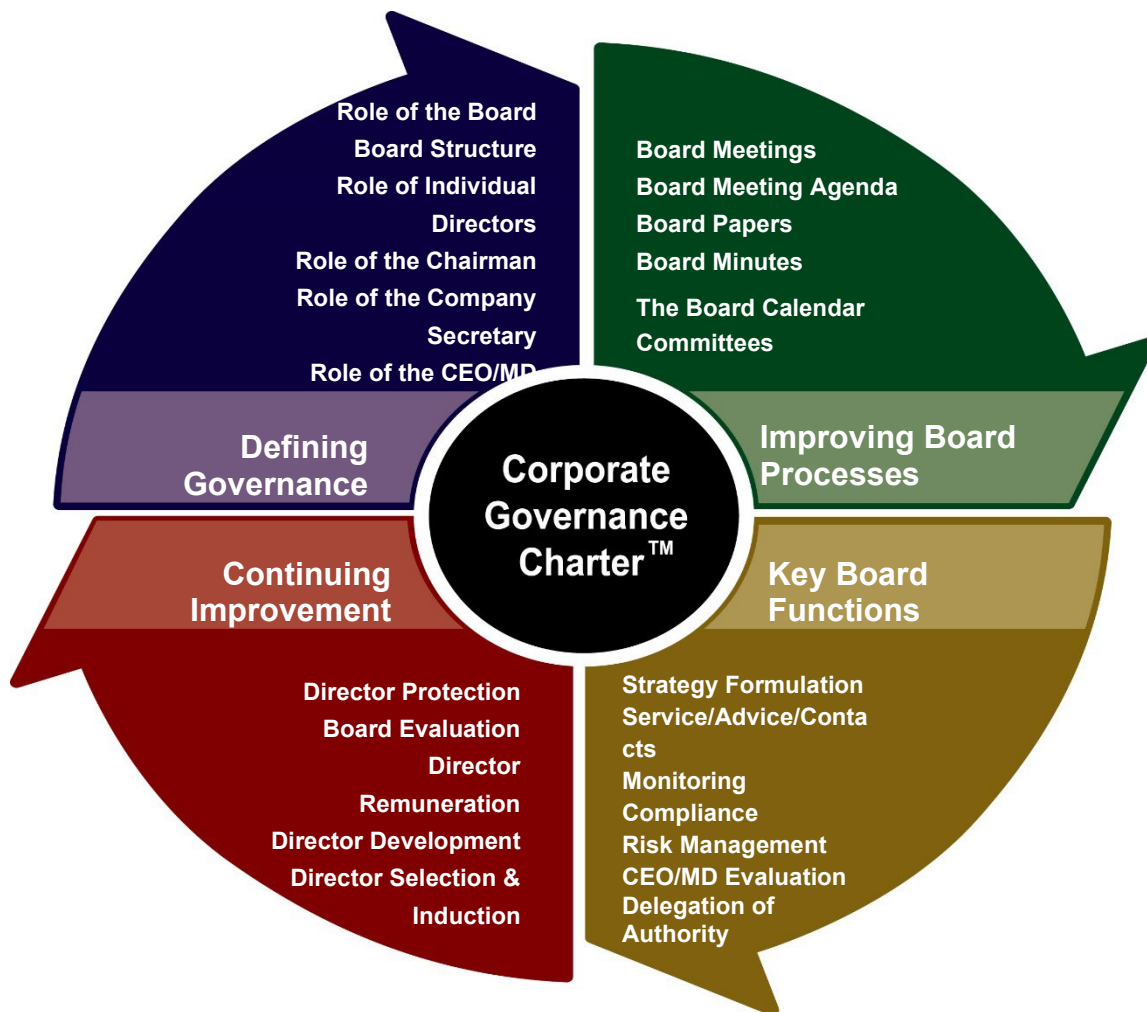 Role of the Board
Board Structure
Role of Individual
Directors
Role of the Chairman
Role of the Company
Secretary
Role of the CEO/MD
Defining
Governance
Board Meetings
Board Meeting Agenda
Board Papers
Board Minutes
The Board Calendar
Committees
Improving Board
Processes
Corporate
Governance
Charter™
Continuing
Improvement
Director Protection
Board Evaluation
Director
Remuneration
Director Development
Director Selection &
Induction
Key Board
Functions
Strategy Formulation
Service/Advice/Conta
cts
Monitoring
Compliance
Risk Management
CEO/MD Evaluation
Delegation of
Authority